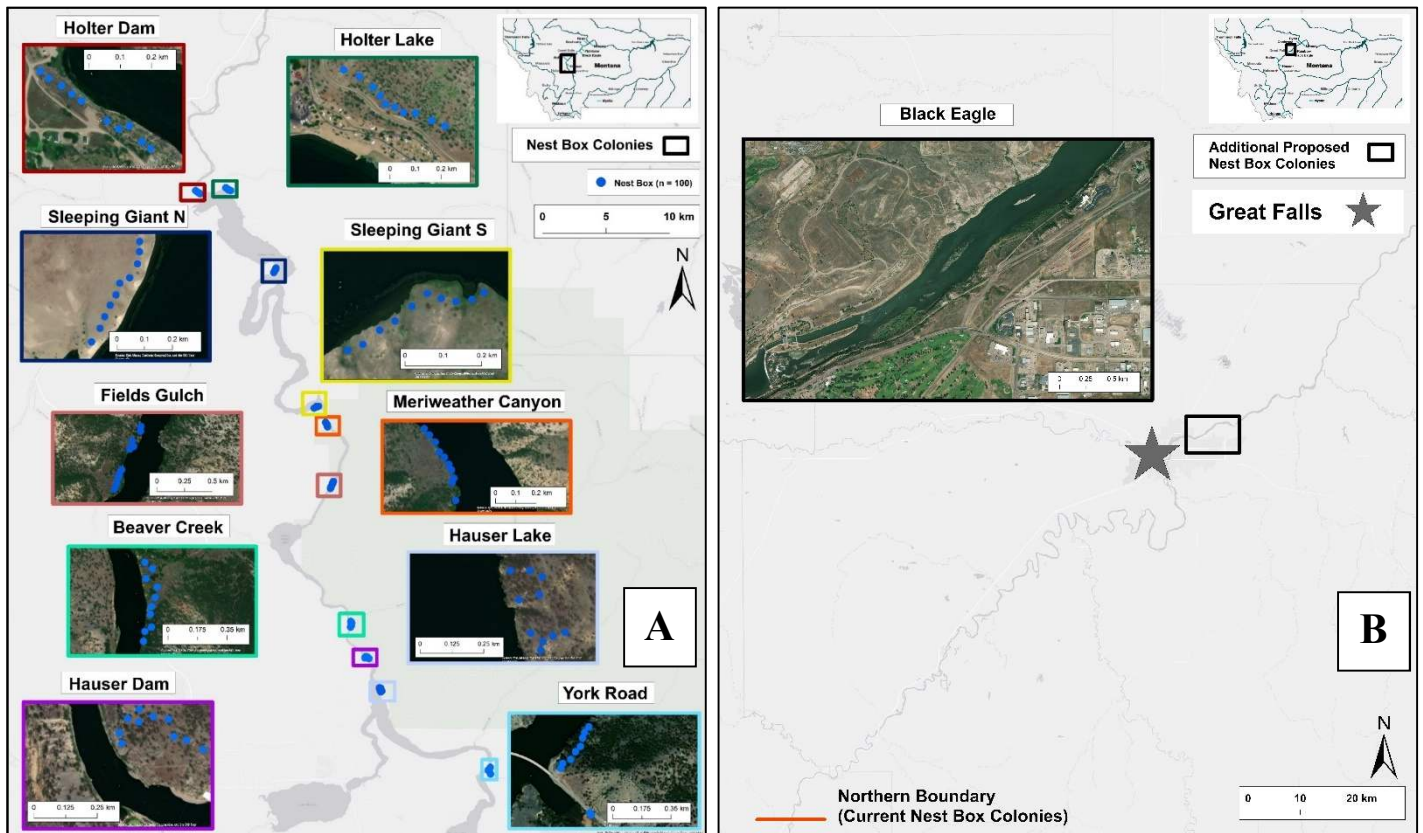 Holter Dam
0 0.1 0.2 km
Holter Lake
0 0.1 0.2 km
Montana
Nest Box Colonies
Nest Box (n = 100)
0 5 10 km
N
Sleeping Giant N
0 0.1 0.2 km
Sleeping Giant S
0 0.1 0.2 km
Fields Gulch
0 0.25 0.5 km
Meriweather Canyon
0 0.1 0.2 km
Beaver Creek
0 0.175 0.35 km
Hauser Lake
0 0.125 0.25 km
A
Hauser Dam
0 0.125 0.25 km
York Road
0 0.175 0.35 km
Black Eagle
0 0.25 0.5 km
Montana
Additional Proposed
Nest Box Colonies
Great Falls
B
N
Northern Boundary
(Current Nest Box Colonies)
0 10 20 km